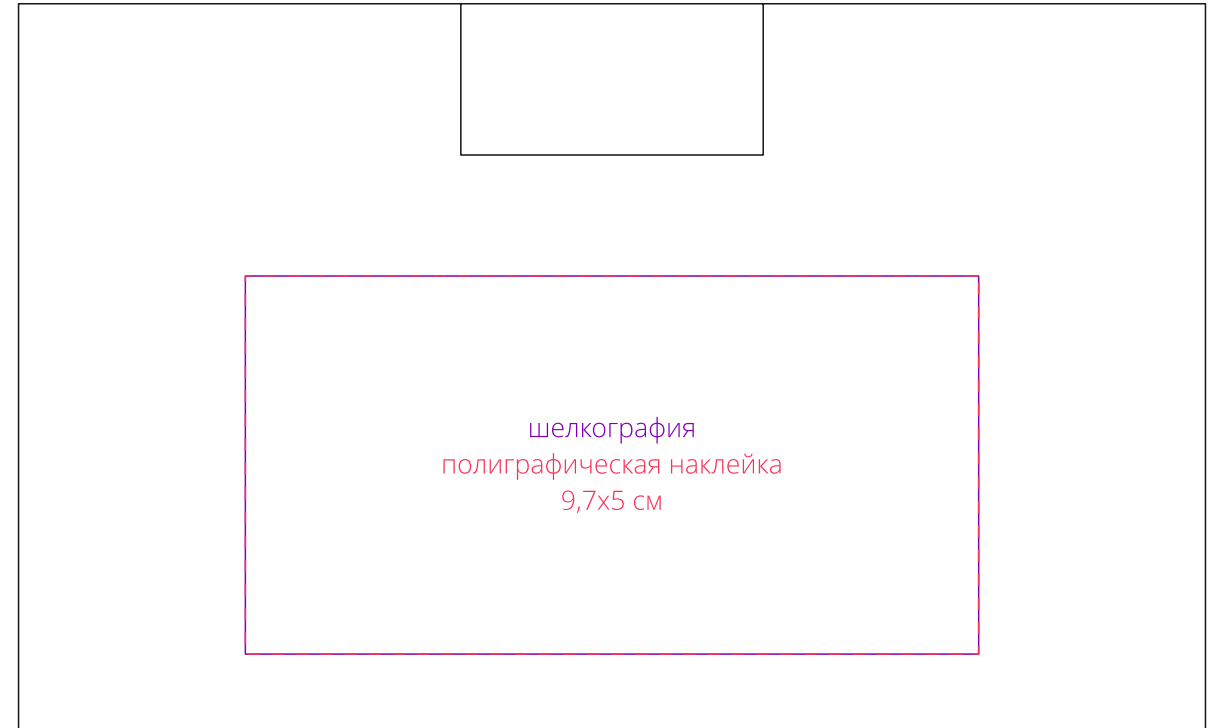 шелкография
полиграфическая наклейка
9,7х5 см